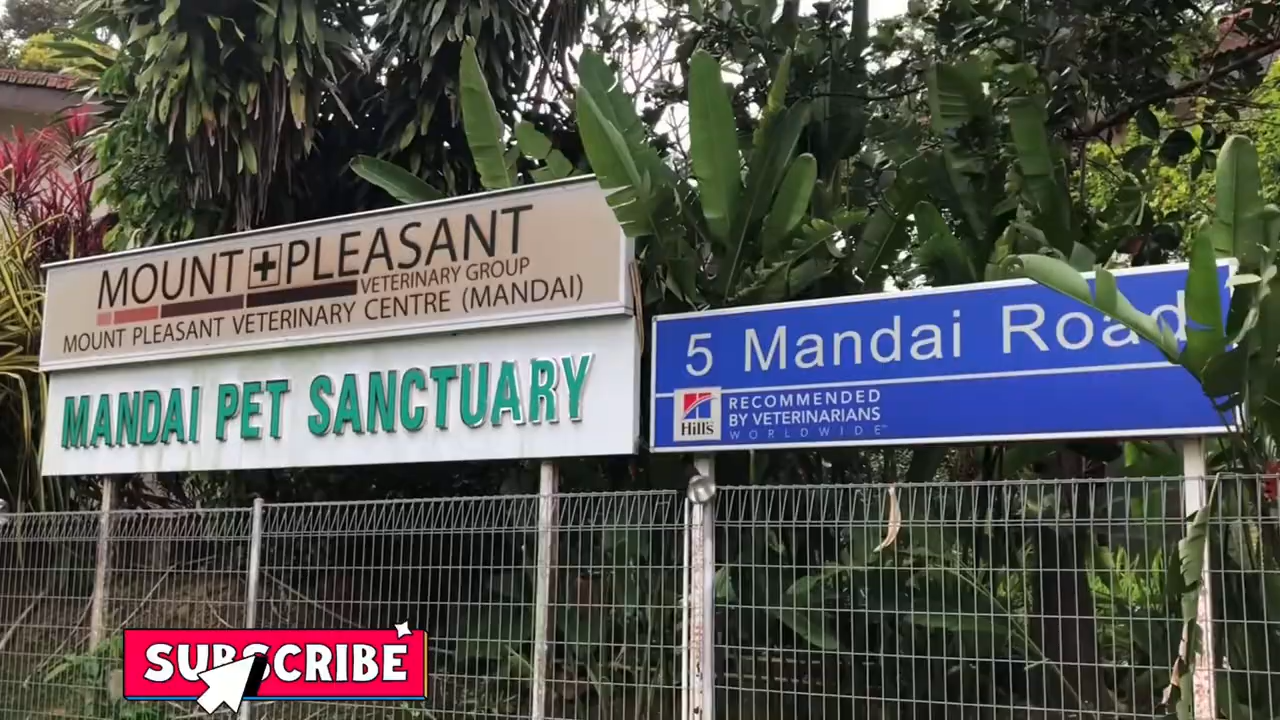 MOUNT PLEASANT
VETERINARY GROUP
MOUNT PLEASANT VETERINARY CENTRE (MANDAI)
MANDAI PET SANCTUARY
5 Mandai Road
Hill's
RECOMMENDED
BY VETERINARIANS
WORLDWIDE
SUBSCRIBE